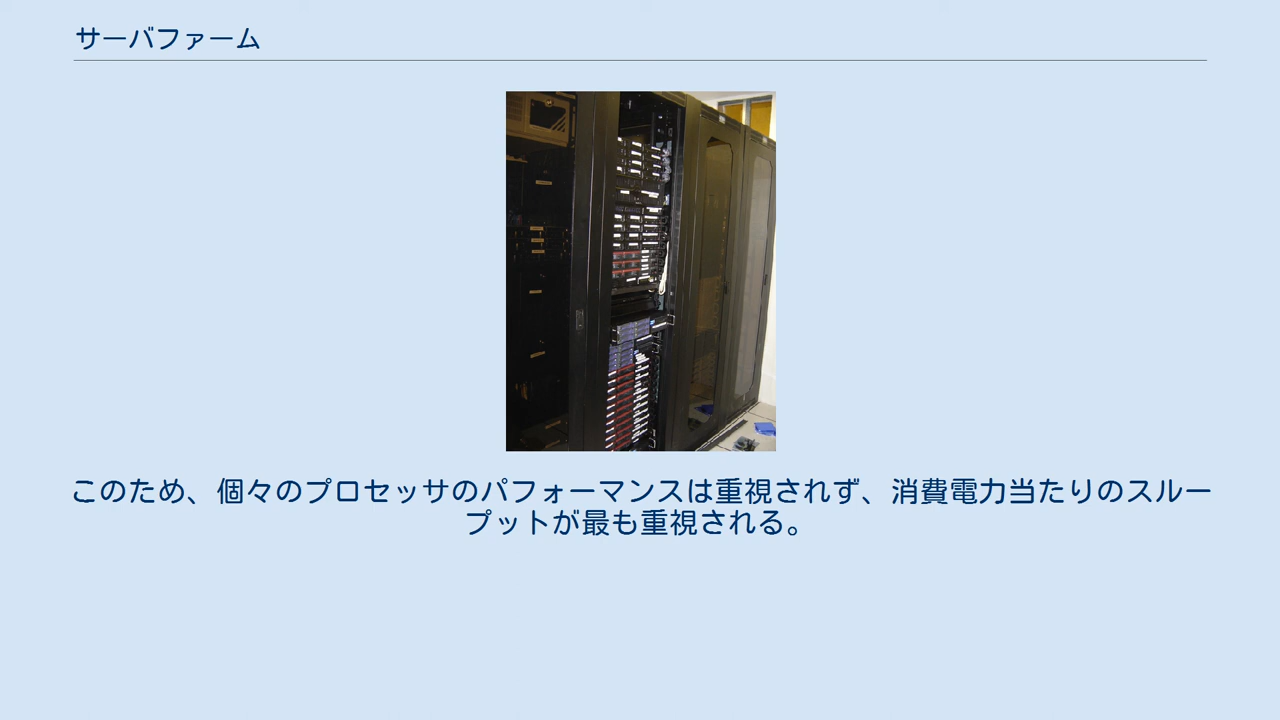 サーバファーム
このため、個々のプロセッサのパフォーマンスは重視されず、消費電力当たりのスルー
プットが最も重視される。